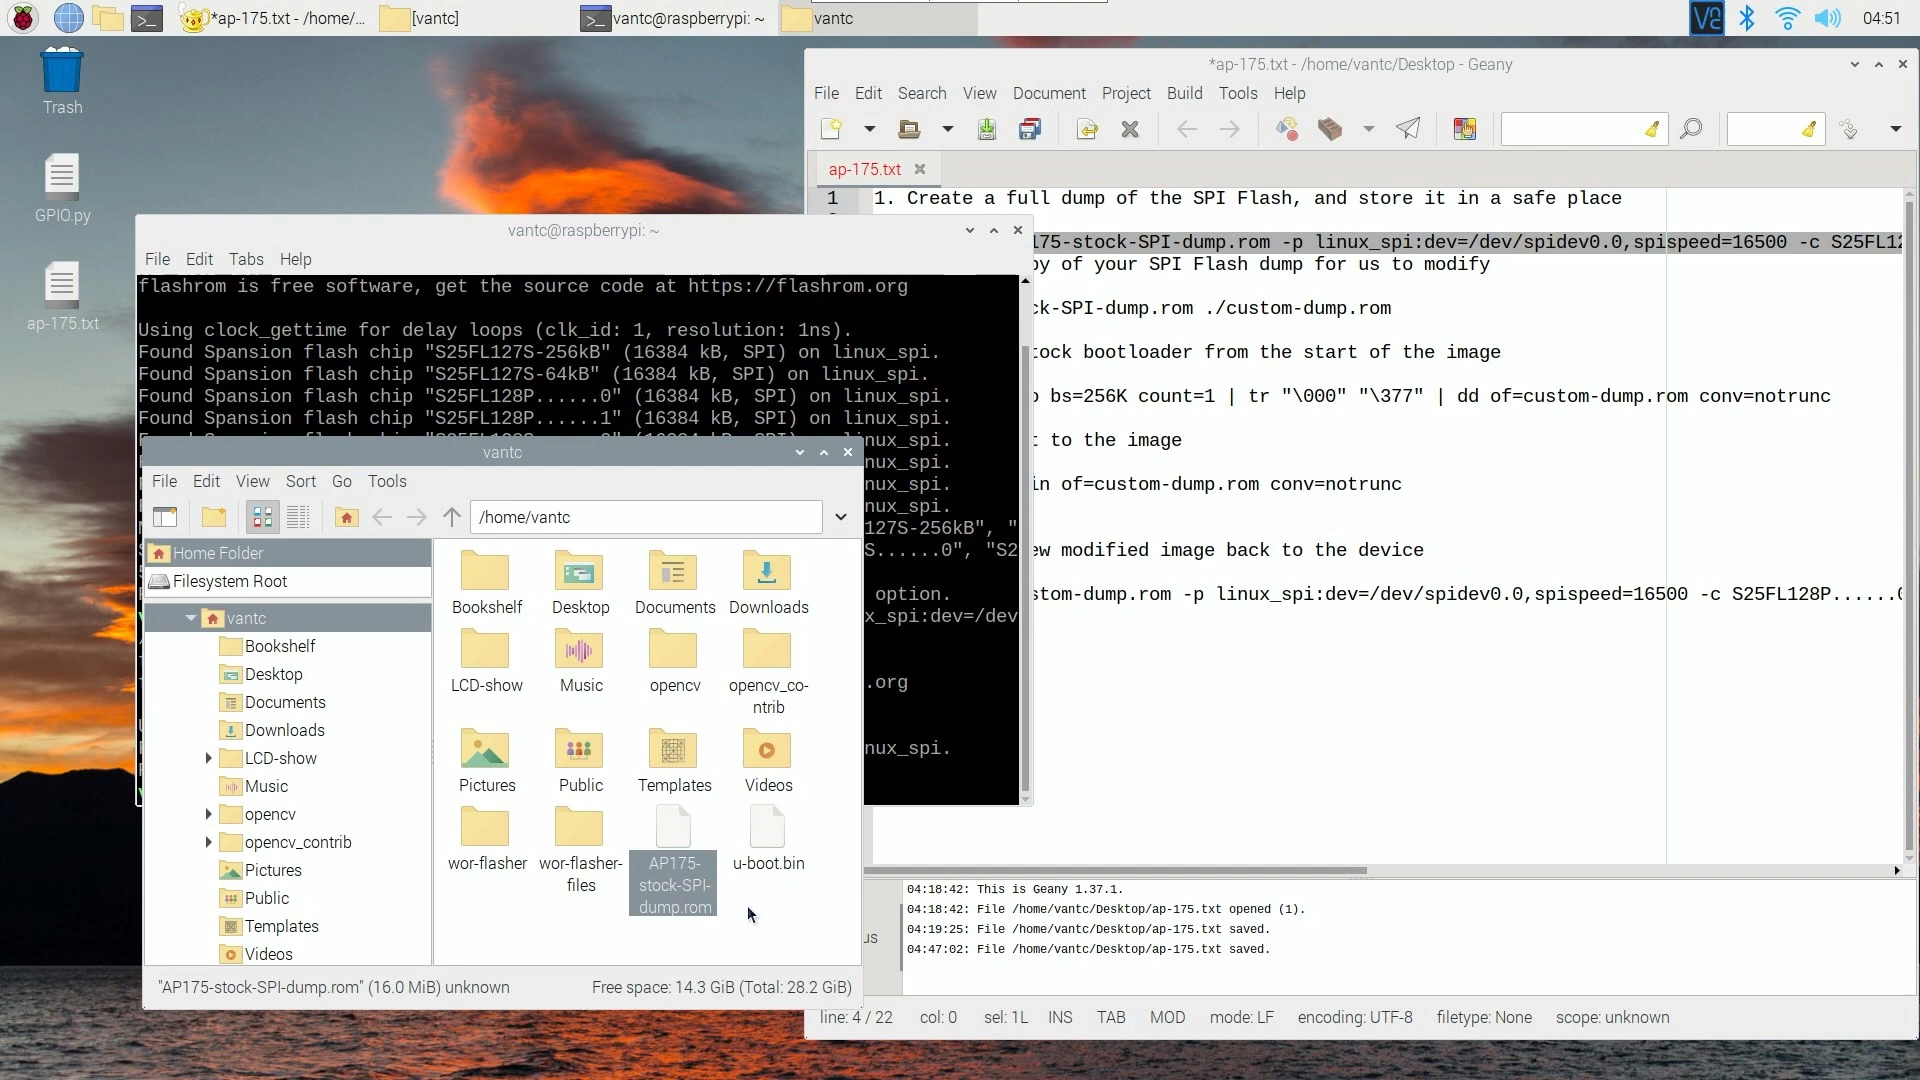 *ap-175.txt - /home/...
[vantc]
vantc@raspberrypi: ~
vantc
04:51
Trash
GPIO.py
ap-175.txt
*ap-175.txt - /home/vantc/Desktop - Geany
File Edit Search View Document Project Build Tools Help
ap-175.txt
1 1. Create a full dump of the SPI Flash, and store it in a safe place
175-stock-SPI-dump.rom -p linux_spi:dev=/dev/spidev0.0,spispeed=16500 -c S25FL12
py of your SPI Flash dump for us to modify
ck-SPI-dump.rom ./custom-dump.rom
tock bootloader from the start of the image
bs=256K count=1 | tr "\000" "\377" | dd of=custom-dump.rom conv=notrunc
t to the image
in of=custom-dump.rom conv=notrunc
ew modified image back to the device
stom-dump.rom -p linux_spi:dev=/dev/spidev0.0,spispeed=16500 -c S25FL128P......0
04:18:42: This is Geany 1.37.1.
04:18:42: File /home/vantc/Desktop/ap-175.txt opened (1).
04:19:25: File /home/vantc/Desktop/ap-175.txt saved.
04:47:02: File /home/vantc/Desktop/ap-175.txt saved.
us
line: 4 / 22 col: 0 sel: 1L INS TAB MOD mode: LF encoding: UTF-8 filetype: None scope: unknown
vantc@raspberrypi: ~
File Edit Tabs Help
flashrom is free software, get the source code at https://flashrom.org
Using clock_gettime for delay loops (clk_id: 1, resolution: 1ns).
Found Spansion flash chip "S25FL127S-256kB" (16384 kB, SPI) on linux_spi.
Found Spansion flash chip "S25FL127S-64kB" (16384 kB, SPI) on linux_spi.
Found Spansion flash chip "S25FL128P......0" (16384 kB, SPI) on linux_spi.
Found Spansion flash chip "S25FL128P......1" (16384 kB, SPI) on linux_spi.
nux_spi.
nux_spi.
nux_spi.
nux_spi.
127S-256kB", "
S......0", "S2
option.
x_spi:dev=/dev
.org
nux_spi.
vantc
File Edit View Sort Go Tools
/home/vantc
Home Folder
Filesystem Root
vantc
Bookshelf
Desktop
Documents
Downloads
LCD-show
Music
opencv
opencv_contrib
Pictures
Public
Templates
Videos
Bookshelf Desktop Documents Downloads
LCD-show Music opencv opencv_co-
ntrib
Pictures Public Templates Videos
wor-flasher wor-flasher- AP175- u-boot.bin
files stock-SPI-
dump.rom
"AP175-stock-SPI-dump.rom" (16.0 MiB) unknown Free space: 14.3 GiB (Total: 28.2 GiB)